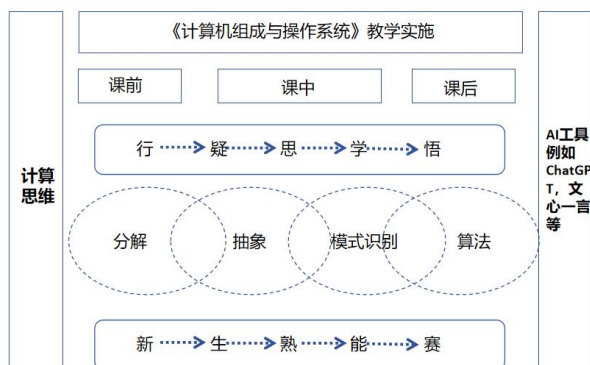 《计算机组成与操作系统》教学实施
课前
课中
课后
行 疑 思 学 悟
计算
思维
AI工具
例如
ChatGP
T，文
心一言
等
分解
抽象
模式识别
算法
新 生 熟 能 赛